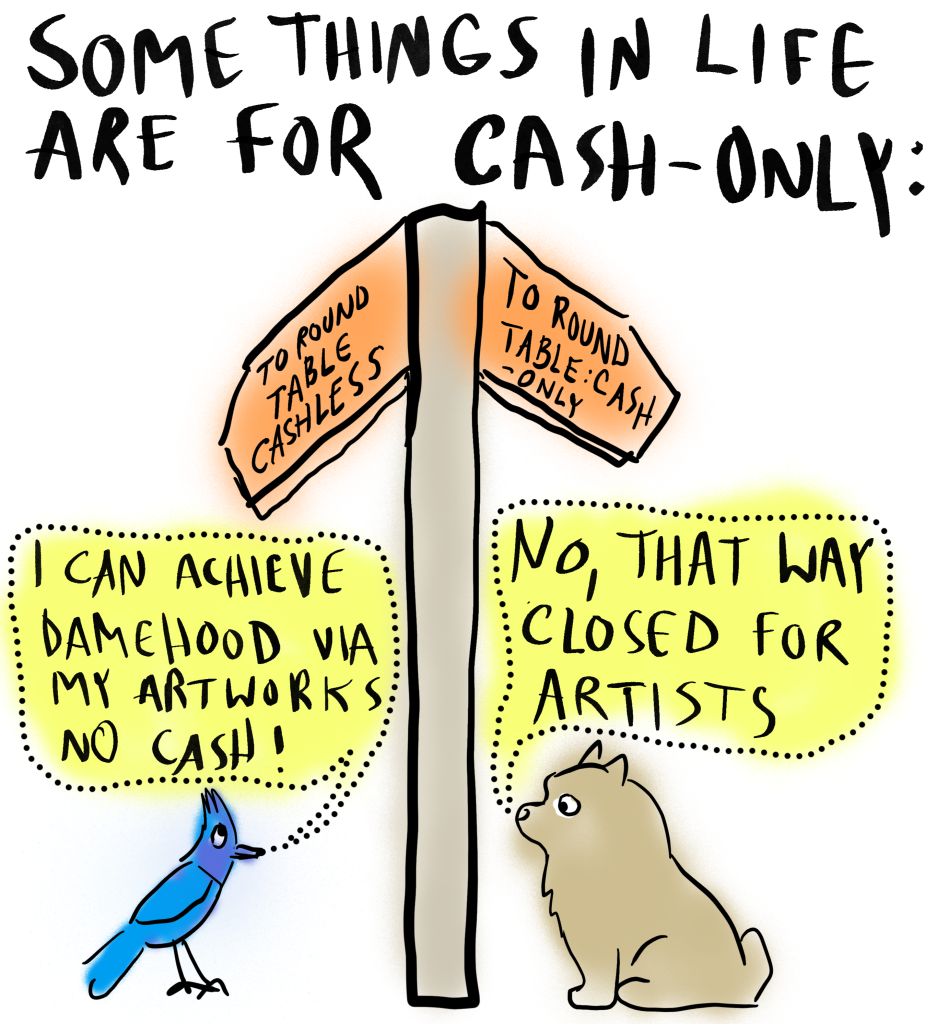 SOME THINGS IN LIFE
ARE FOR CASH-ONLY:
TO ROUND
TABLE
CASHLESS
TO ROUND
TABLE: CASH
-ONLY
I CAN ACHIEVE
DAMEHOOD VIA
MY ARTWORKS
NO CASH!
NO, THAT WAY
CLOSED FOR
ARTISTS